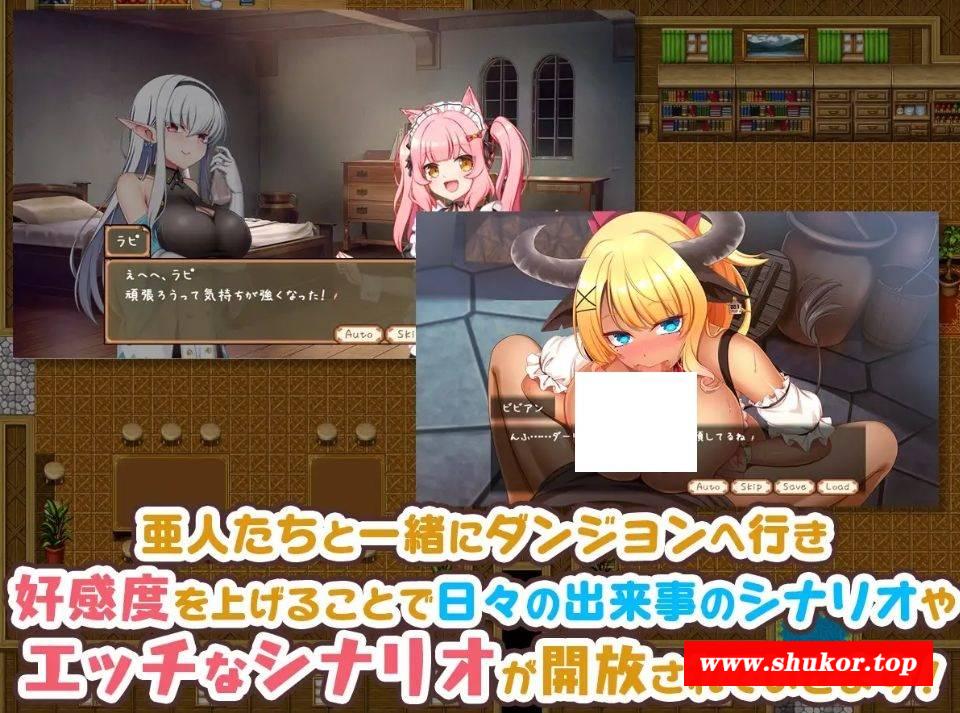 ラビ
えへへ、ラビ
頑張ろうって気持ちが強くなった!
Auto
ビビアン
んふ……ダー
してるね♪
Auto Skip Save Load
亜人たちと一緒にダンジョンへ行き
好感度を上げることで日々の出来事のシナリオや
エッチなシナリオが開放さ
www.shukor.top